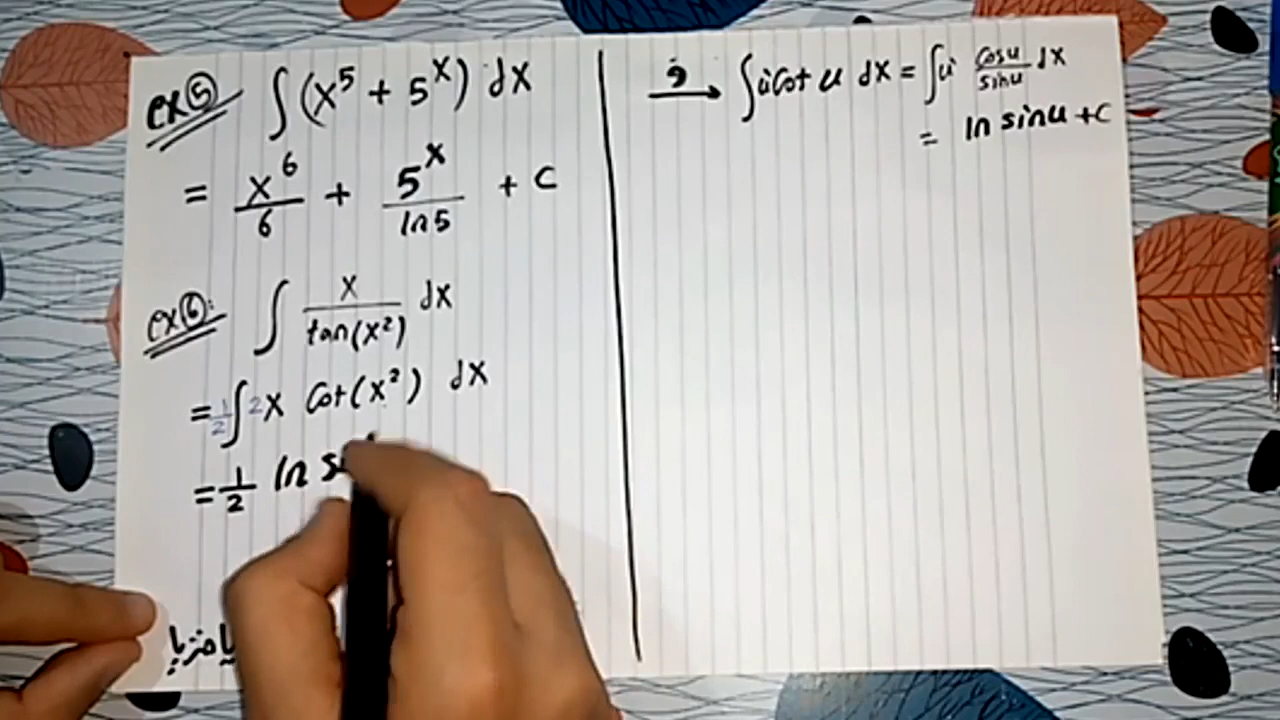 ex⑤ ∫(x⁵ + 5ˣ) dx
= x⁶/6 + 5ˣ/ln5 + c
ex⑥: ∫ x/tan(x²) dx
= ½∫2x Cot(x²) dx
= ½ ln
و → ∫u' Cot u dx = ∫u' Cosu/sinu dx
= ln sinu + C